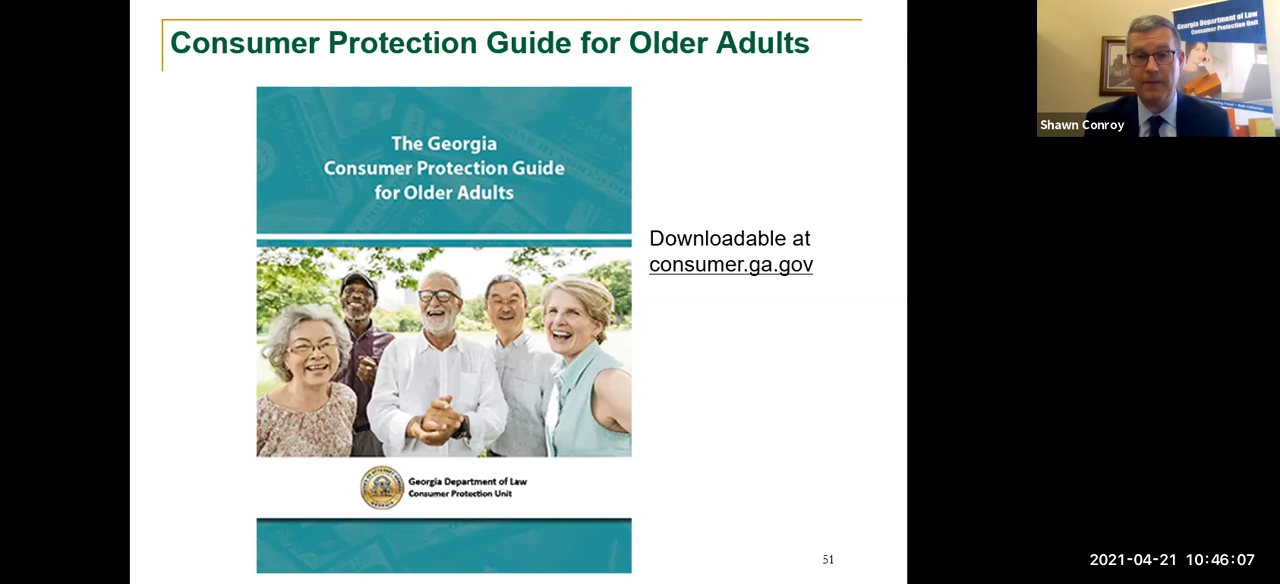 Consumer Protection Guide for Older Adults
The Georgia
Consumer Protection Guide
for Older Adults
Downloadable at
consumer.ga.gov
Georgia Department of Law
Consumer Protection Unit
51
Georgia Department of Law
Consumer Protection Unit
Shawn Conroy
2021-04-21 10:46:07